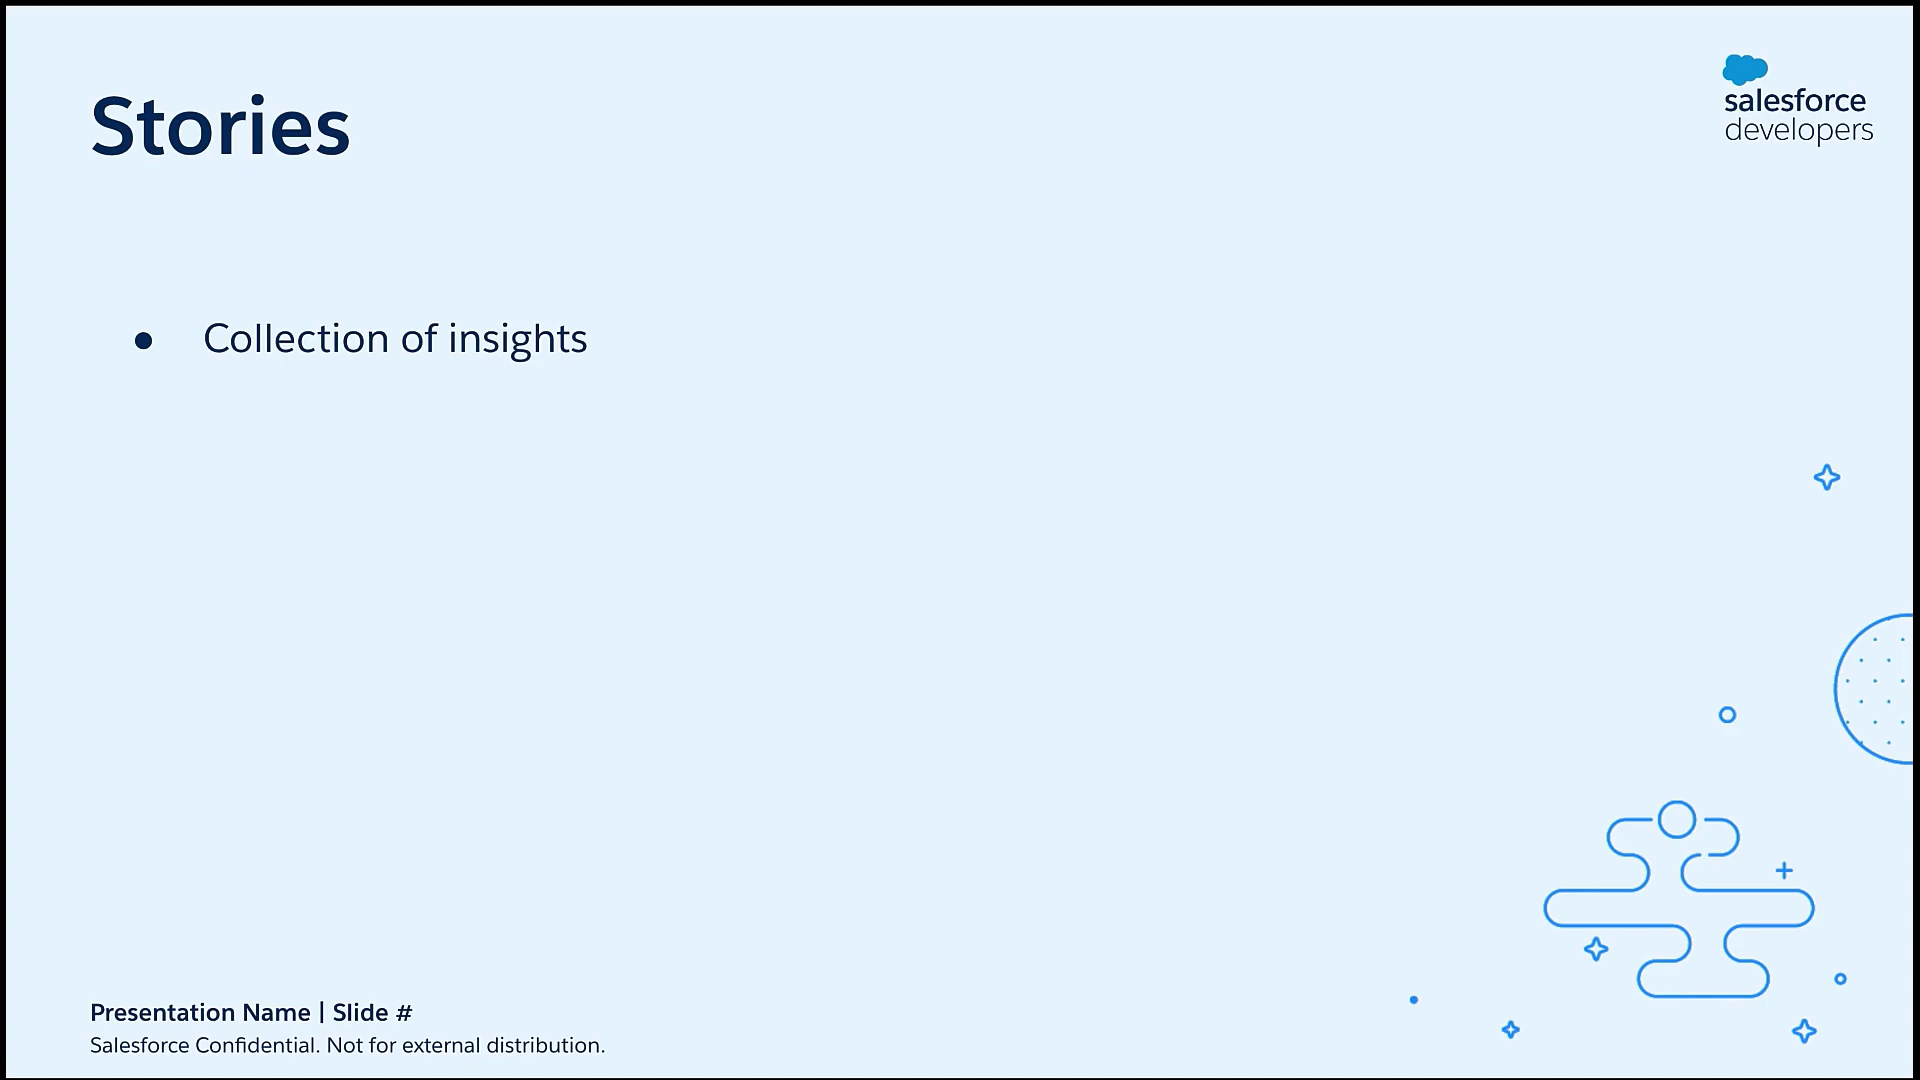 Stories
salesforce
developers
● Collection of insights
Presentation Name | Slide #
Salesforce Confidential. Not for external distribution.